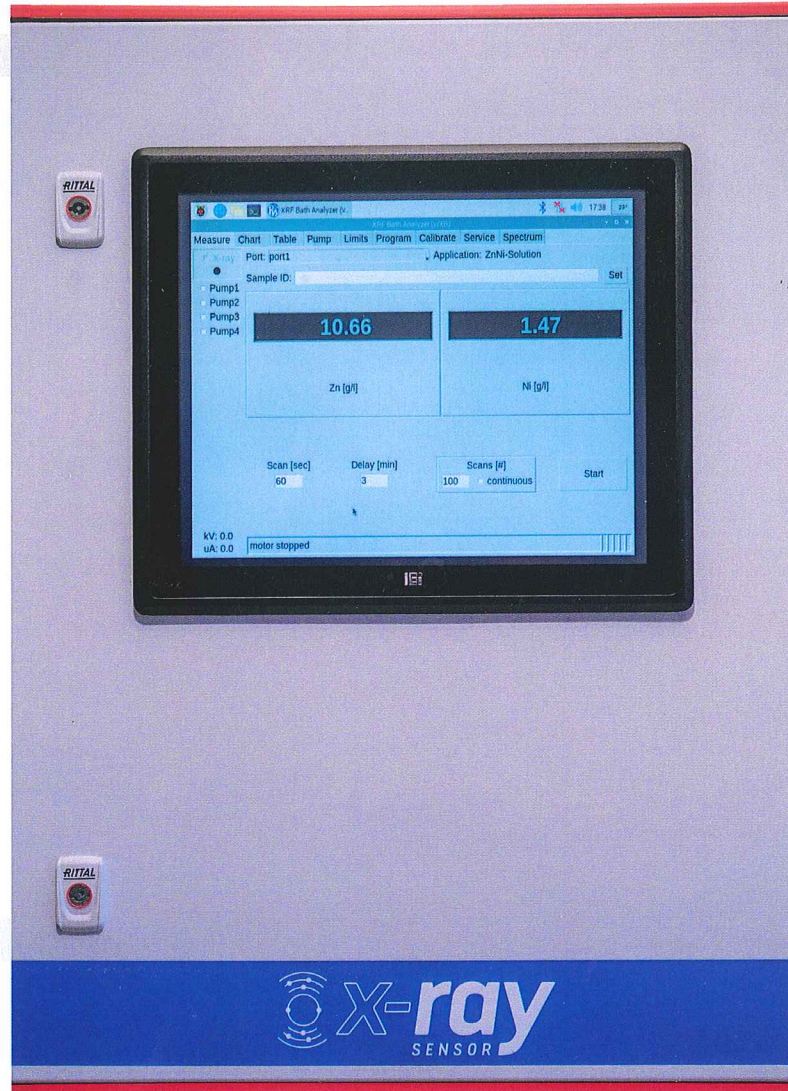 RITTAL
XRF Bath Analyzer (v.
17:38
Measure Chart Table Pump Limits Program Calibrate Service Spectrum
X-ray Port: port1 Application: ZnNi-Solution
Sample ID: Set
Pump1
Pump2
Pump3
Pump4
10.66 1.47
Zn [g/l] Ni [g/l]
Scan [sec] Delay [min] Scans [#]
60 3 100 continuous Start
kV: 0.0
uA: 0.0 motor stopped
iEi
RITTAL
x-ray
SENSOR